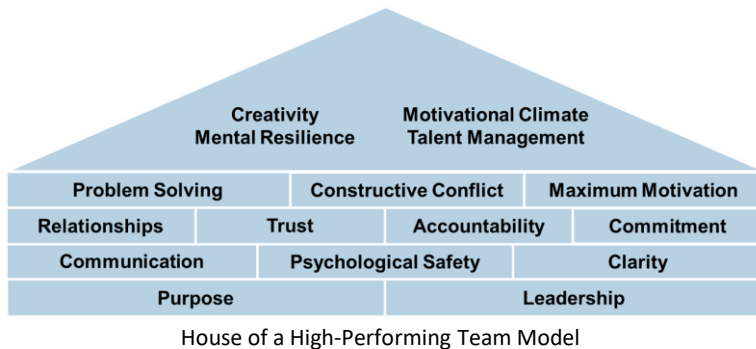 Creativity Motivational Climate
Mental Resilience Talent Management
Problem Solving Constructive Conflict Maximum Motivation
Relationships Trust Accountability Commitment
Communication Psychological Safety Clarity
Purpose Leadership
House of a High-Performing Team Model